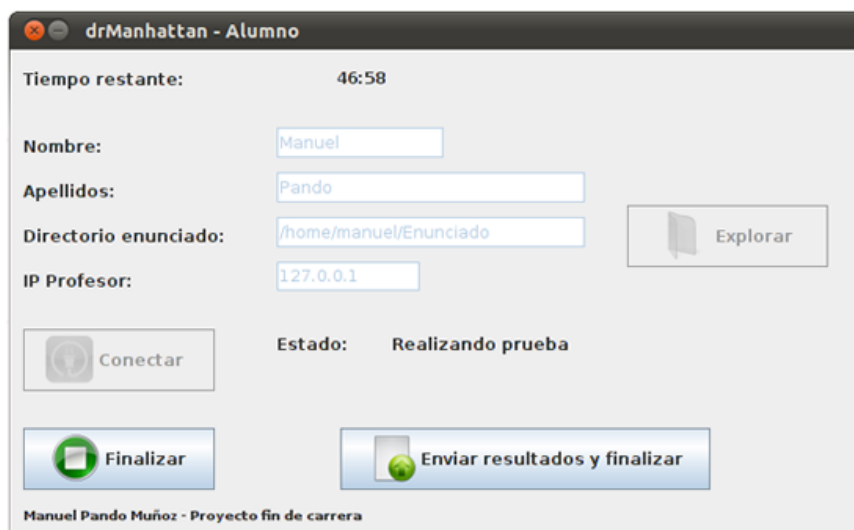 drManhattan - Alumno
Tiempo restante: 46:58
Nombre: Manuel
Apellidos: Pando
Directorio enunciado: /home/manuel/Enunciado
Explorar
IP Profesor: 127.0.0.1
Conectar
Estado: Realizando prueba
Finalizar
Enviar resultados y finalizar
Manuel Pando Muñoz - Proyecto fin de carrera